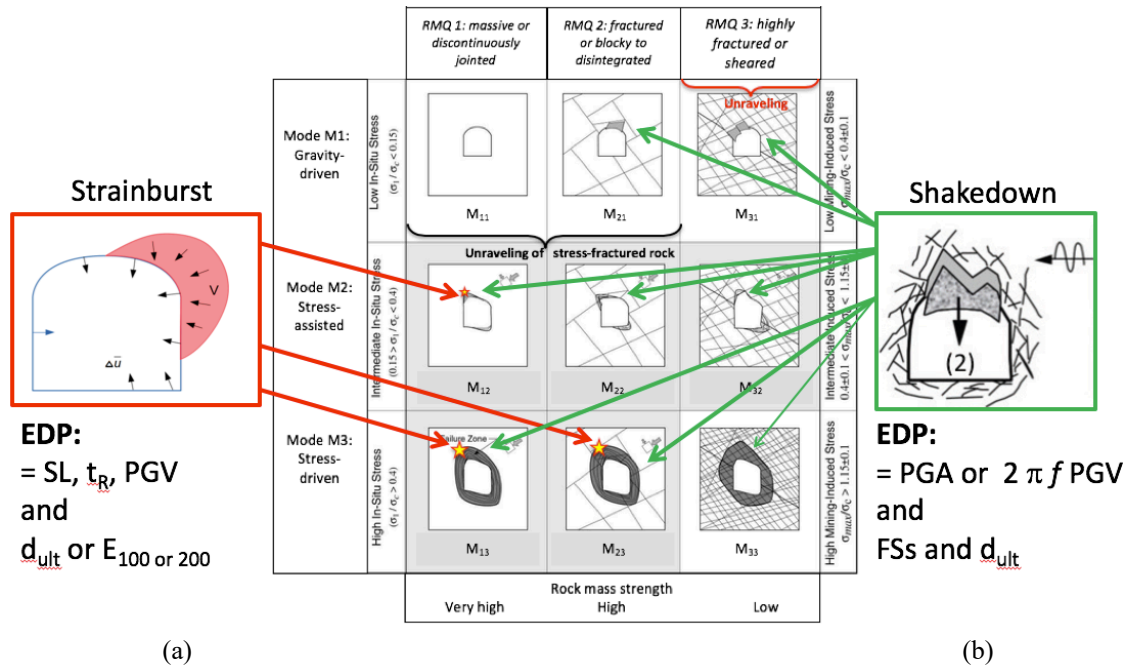 RMQ 1: massive or
discontinuously
jointed
RMQ 2: fractured
or blocky to
disintegrated
RMQ 3: highly
fractured or
sheared
Strainburst
V
Δu̅
EDP:
= SL, tR, PGV
and
dult or E100 or 200
(a)
Mode M1:
Gravity-
driven
Low In-Situ Stress
(σ1 / σc < 0.15)
Unraveling
M11
M21
M31
Low Mining-Induced Stress
σmax/σc < 0.4±0.1
Unraveling of stress-fractured rock
Mode M2:
Stress-
assisted
Intermediate In-Situ Stress
(0.15 > σ1 / σc < 0.4)
M12
M22
M32
Intermediate Induced Stress
0.4±0.1 < σmax/σc < 1.15±
Mode M3:
Stress-
driven
High In-Situ Stress
(σ1 / σc > 0.4)
Failure Zone
M13
M23
M33
High Mining-Induced Stress
σmax/σc > 1.15±0.1
Rock mass strength
Very high
High
Low
Shakedown
(2)
EDP:
= PGA or 2 π f PGV
and
FSs and dult
(b)